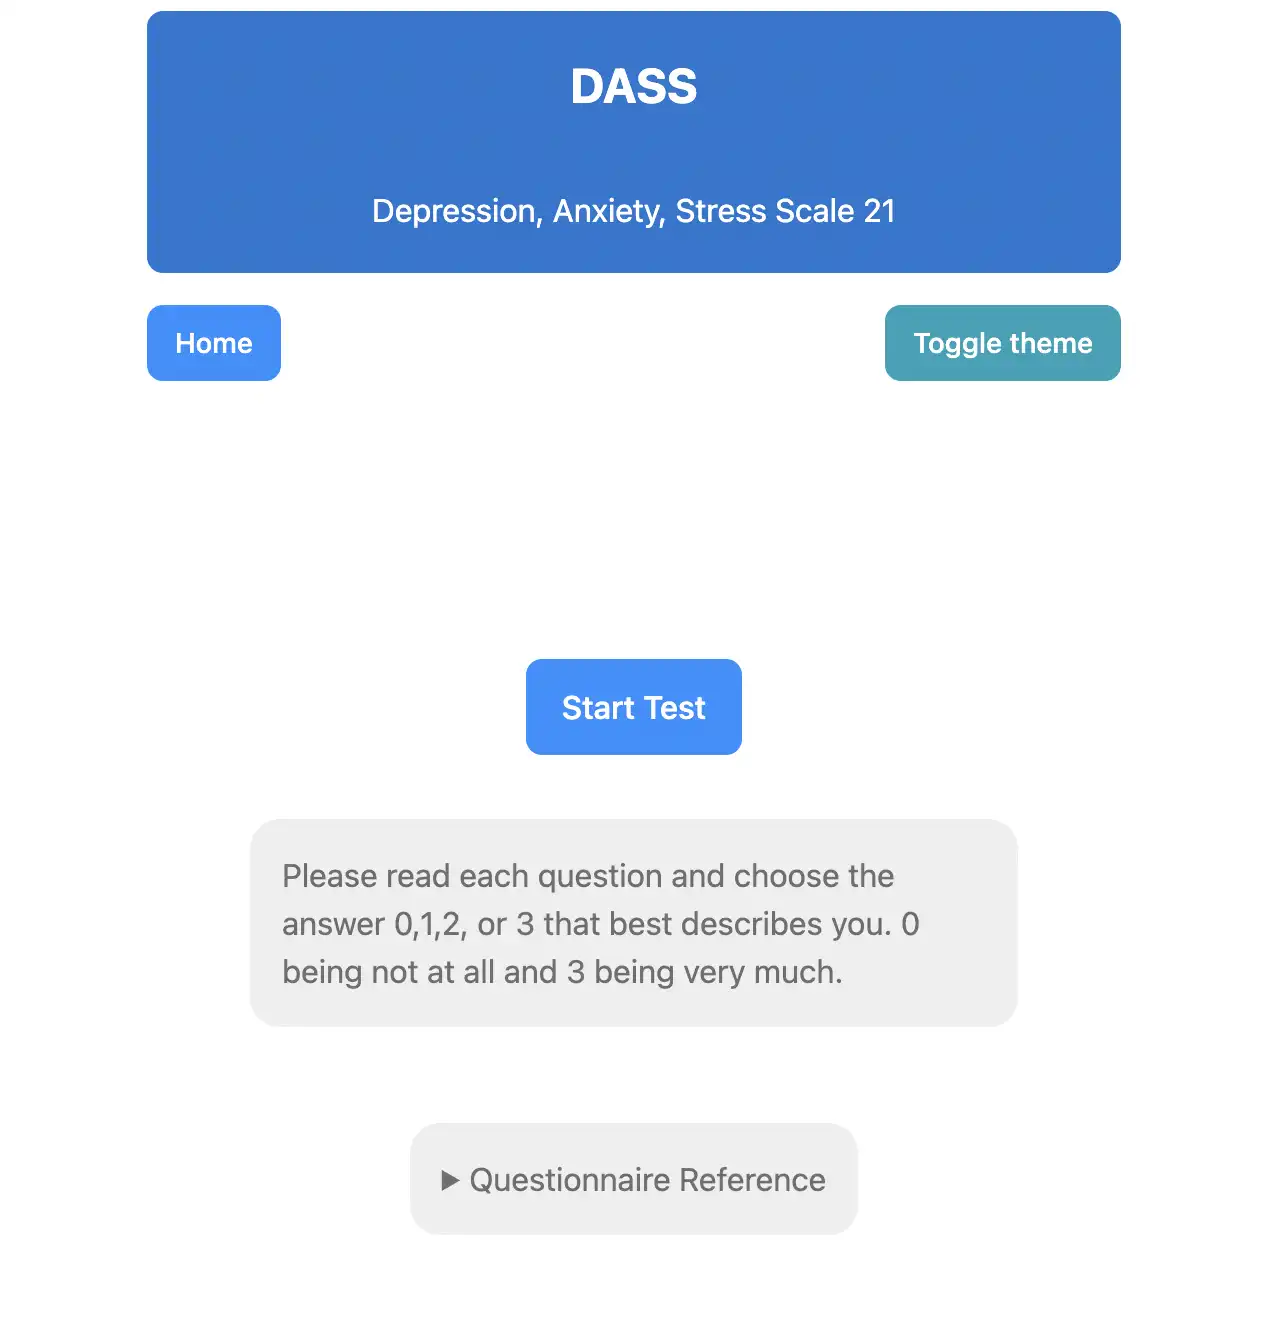 DASS
Depression, Anxiety, Stress Scale 21
Home
Toggle theme
Start Test
Please read each question and choose the
answer 0,1,2, or 3 that best describes you. 0
being not at all and 3 being very much.
Questionnaire Reference